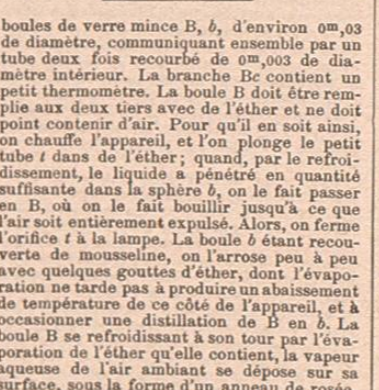 boules de verre mince B, b, d'environ 0m,03
de diamètre, communiquant ensemble par un
tube deux fois recourbé de 0m,003 de dia-
mètre intérieur. La branche Bc contient un
petit thermomètre. La boule B doit être rem-
plie aux deux tiers avec de l'éther et ne doit
point contenir d'air. Pour qu'il en soit ainsi,
on chauffe l'appareil, et l'on plonge le petit
tube t dans de l'éther; quand, par le refroi-
dissement, le liquide a pénétré en quantité
suffisante dans la sphère b, on le fait passer
en B, où on le fait bouillir jusqu'à ce que
l'air soit entièrement expulsé. Alors, on ferme
l'orifice t à la lampe. La boule b étant recou-
verte de mousseline, on l'arrose peu à peu
avec quelques gouttes d'éther, dont l'évapo-
ration ne tarde pas à produire un abaissement
de température de ce côté de l'appareil, et à
occasionner une distillation de B en b. La
boule B se refroidissant à son tour par l'éva-
poration de l'éther qu'elle contient, la vapeur
aqueuse de l'air ambiant se dépose sur sa
surface, sous la forme d'un anneau de rosée